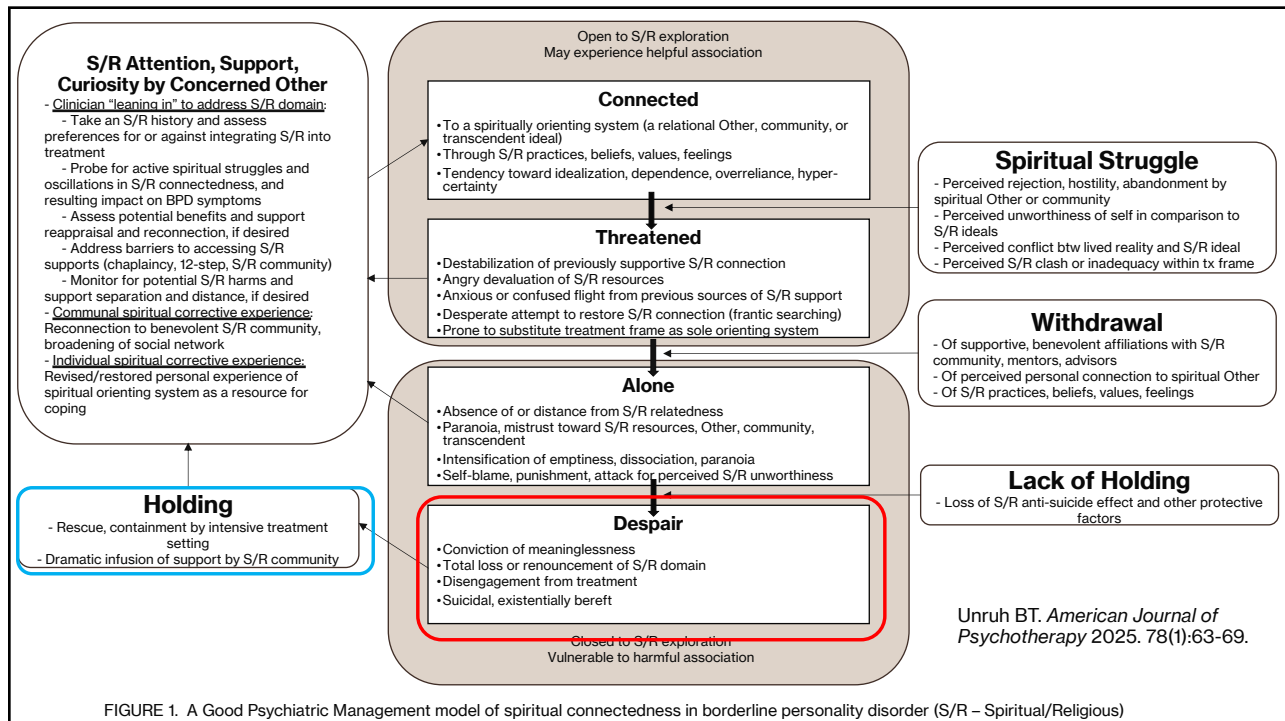 S/R Attention, Support,
Curiosity by Concerned Other
- Clinician “leaning in” to address S/R domain:
- Take an S/R history and assess
preferences for or against integrating S/R into
treatment
- Probe for active spiritual struggles and
oscillations in S/R connectedness, and
resulting impact on BPD symptoms
- Assess potential benefits and support
reappraisal and reconnection, if desired
- Address barriers to accessing S/R
supports (chaplaincy, 12-step, S/R community)
- Monitor for potential S/R harms and
support separation and distance, if desired
- Communal spiritual corrective experience:
Reconnection to benevolent S/R community,
broadening of social network
- Individual spiritual corrective experience:
Revised/restored personal experience of
spiritual orienting system as a resource for
coping
Holding
- Rescue, containment by intensive treatment
setting
- Dramatic infusion of support by S/R community
Open to S/R exploration
May experience helpful association
Connected
•To a spiritually orienting system (a relational Other, community, or
transcendent ideal)
•Through S/R practices, beliefs, values, feelings
•Tendency toward idealization, dependence, overreliance, hyper-
certainty
Threatened
•Destabilization of previously supportive S/R connection
•Angry devaluation of S/R resources
•Anxious or confused flight from previous sources of S/R support
•Desperate attempt to restore S/R connection (frantic searching)
•Prone to substitute treatment frame as sole orienting system
Alone
•Absence of or distance from S/R relatedness
•Paranoia, mistrust toward S/R resources, Other, community,
transcendent
•Intensification of emptiness, dissociation, paranoia
•Self-blame, punishment, attack for perceived S/R unworthiness
Despair
•Conviction of meaninglessness
•Total loss or renouncement of S/R domain
•Disengagement from treatment
•Suicidal, existentially bereft
Closed to S/R exploration
Vulnerable to harmful association
Spiritual Struggle
- Perceived rejection, hostility, abandonment by
spiritual Other or community
- Perceived unworthiness of self in comparison to
S/R ideals
- Perceived conflict btw lived reality and S/R ideal
- Perceived S/R clash or inadequacy within tx frame
Withdrawal
- Of supportive, benevolent affiliations with S/R
community, mentors, advisors
- Of perceived personal connection to spiritual Other
- Of S/R practices, beliefs, values, feelings
Lack of Holding
- Loss of S/R anti-suicide effect and other protective
factors
Unruh BT. American Journal of
Psychotherapy 2025. 78(1):63-69.
FIGURE 1. A Good Psychiatric Management model of spiritual connectedness in borderline personality disorder (S/R – Spiritual/Religious)